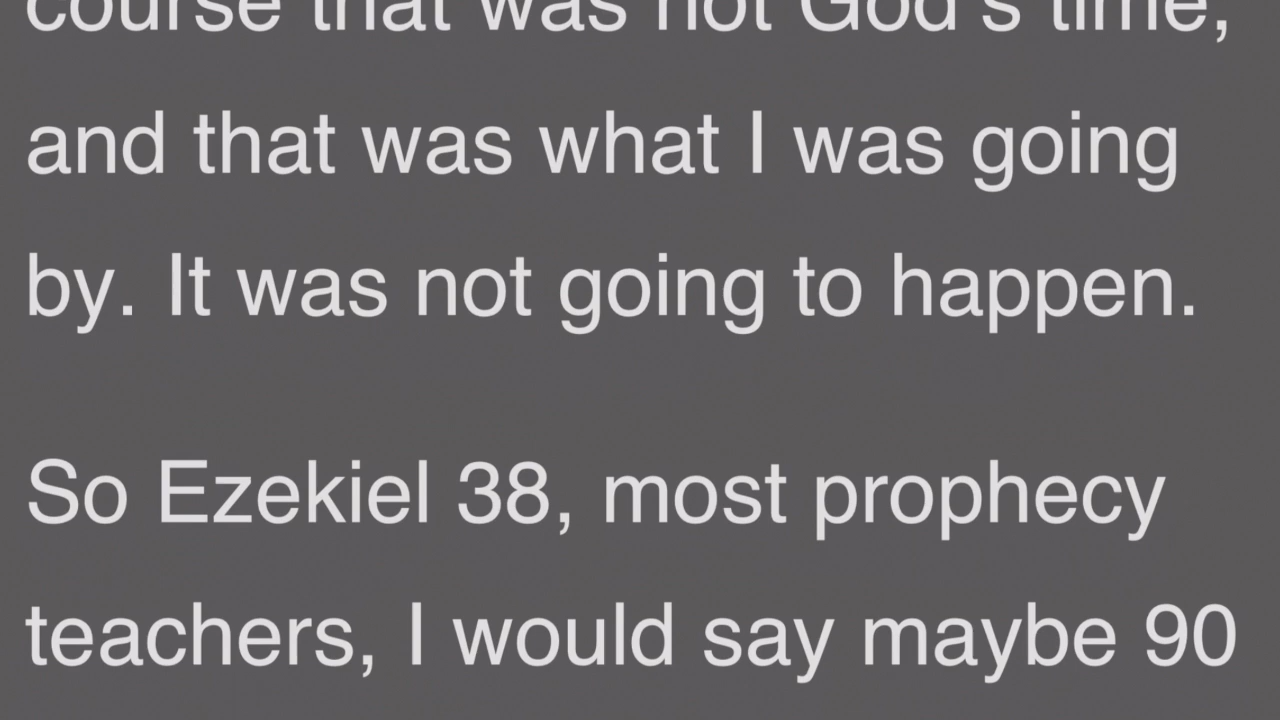 course that was not God's time,
and that was what I was going
by. It was not going to happen.
So Ezekiel 38, most prophecy
teachers, I would say maybe 90